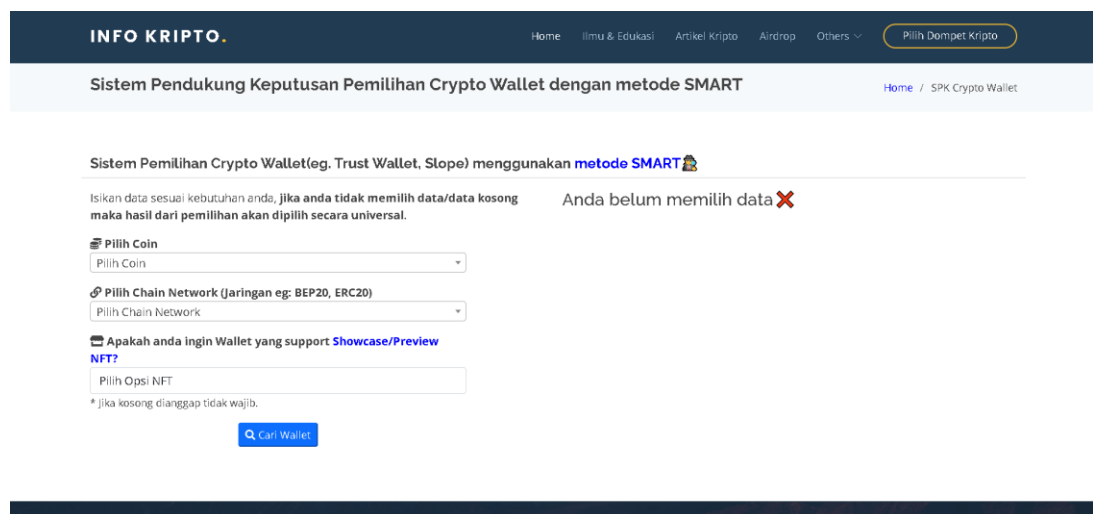 INFO KRIPTO.
Home Ilmu & Edukasi Artikel Kripto Airdrop Others Pilih Dompet Kripto
Sistem Pendukung Keputusan Pemilihan Crypto Wallet dengan metode SMART
Home / SPK Crypto Wallet
Sistem Pemilihan Crypto Wallet(eg. Trust Wallet, Slope) menggunakan metode SMART
Isikan data sesuai kebutuhan anda, jika anda tidak memilih data/data kosong
maka hasil dari pemilihan akan dipilih secara universal.
Pilih Coin
Pilih Coin
Pilih Chain Network (Jaringan eg: BEP20, ERC20)
Pilih Chain Network
Apakah anda ingin Wallet yang support Showcase/Preview
NFT?
Pilih Opsi NFT
* Jika kosong dianggap tidak wajib.
Cari Wallet
Anda belum memilih data